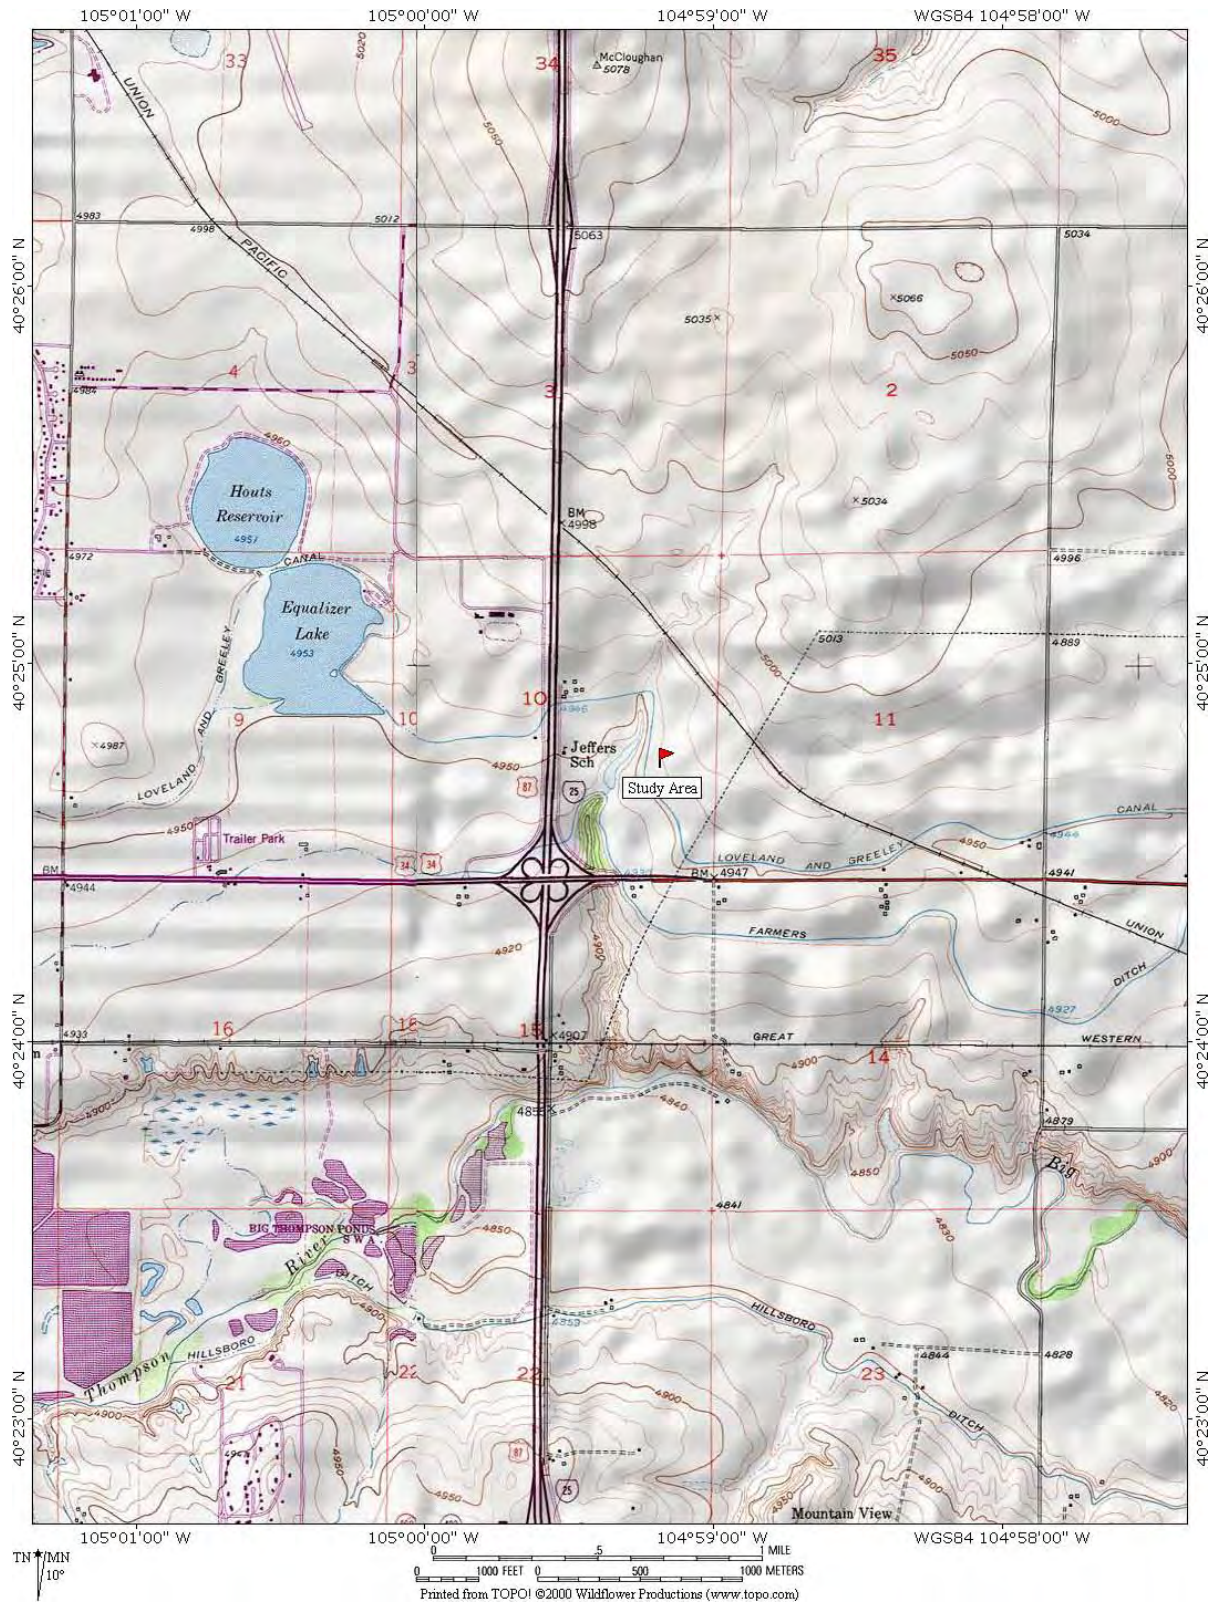 105°01'00" W 105°00'00" W 104°59'00" W WGS84 104°58'00" W
33
5020
34
McCloughan
5078
35
UNION
5050
5000
4983
4998
5012
5063
5034
PACIFIC
40°26'00" N
40°26'00" N
5066
5035
5050
4
3
3
2
4984
4960
5000
Houts
Reservoir
4957
5034
BM
4998
4972
CANAL
4996
Equalizer
Lake
4953
5013
4889
40°25'00" N
40°25'00" N
GREELEY
5000
AND
LOVELAND
9
10
10
4946
11
4987
Jeffers
Sch
4950
87
25
Study Area
CANAL
4950
Trailer Park
4944
4950
34
34
LOVELAND AND GREELEY
BM
4944
BM 4947
4941
4920
4900
FARMERS
UNION
DITCH
4927
16
15
4933
4907
GREAT
WESTERN
40°24'00" N
40°24'00" N
4900
14
4900
4855
4840
4879
4850
Big
4900
BIG THOMPSON PONDS
S W A
4850
4841
4830
River
DITCH
4900
4853
HILLSBORO
HILLSBORO
4844
4828
Thompson
21
22
22
23
4900
4900
4820
DITCH
40°23'00" N
40°23'00" N
87
4950
25
4950
4950
4900
Mountain View
105°01'00" W 105°00'00" W 104°59'00" W WGS84 104°58'00" W
TN MN
10°
0 .5 1 MILE
0 1000 FEET 0 500 1000 METERS
Printed from TOPO! ©2000 Wildflower Productions (www.topo.com)